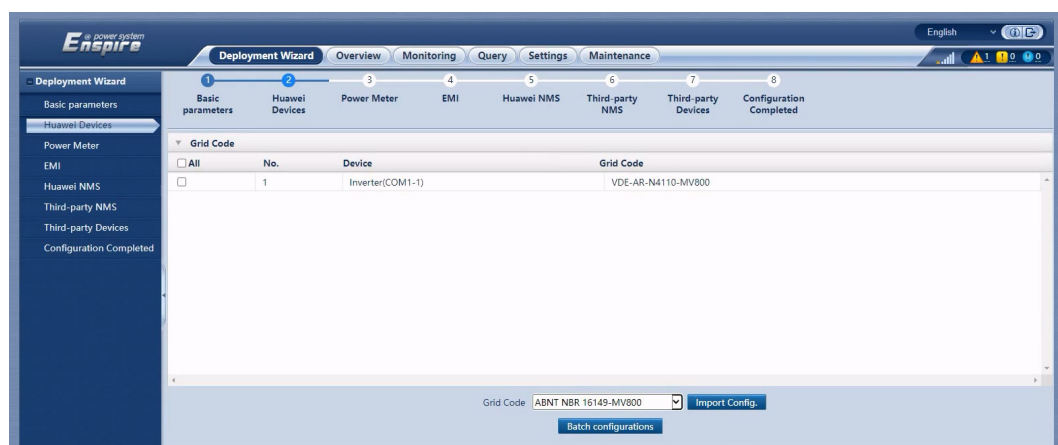 @ power system
Enspire
English
Deployment Wizard Overview Monitoring Query Settings Maintenance
1 0 0
Deployment Wizard
Basic parameters
Huawei Devices
Power Meter
EMI
Huawei NMS
Third-party NMS
Third-party Devices
Configuration Completed
1 2 3 4 5 6 7 8
Basic parameters Huawei Devices Power Meter EMI Huawei NMS Third-party NMS Third-party Devices Configuration Completed
Grid Code
All No. Device Grid Code
1 Inverter(COM1-1) VDE-AR-N4110-MV800
Grid Code ABNT NBR 16149-MV800 Import Config.
Batch configurations